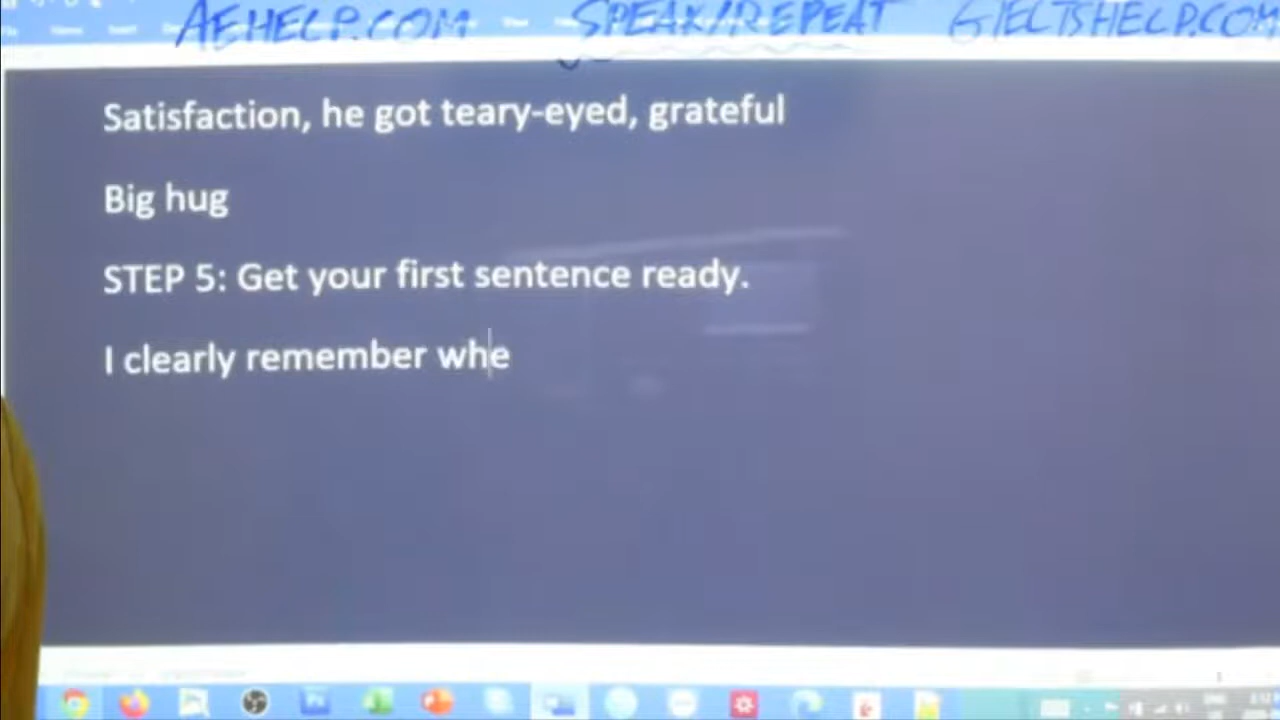 AEHELP.COM SPEAK/REPEAT GIELTSHELP.COM
Satisfaction, he got teary-eyed, grateful
Big hug
STEP 5: Get your first sentence ready.
I clearly remember whe